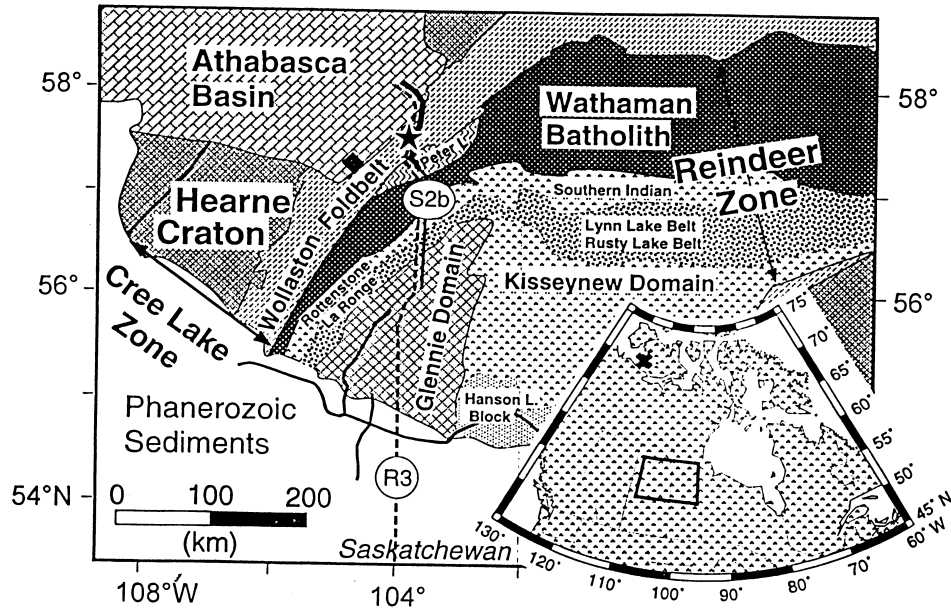 Athabasca
Basin
58°
58°
Wathaman
Batholith
Peter L.
Reindeer
Zone
Hearne
Craton
Wollaston Foldbelt
S2b
Southern Indian
Lynn Lake Belt
Rusty Lake Belt
56°
56°
Kisseynew Domain
Rottenstone
La Ronge
Glennie Domain
Cree Lake
Zone
Hanson L.
Block
Phanerozoic
Sediments
R3
54°N
0 100 200
(km)
Saskatchewan
108°W
104°
75°
70°
65°
60°
55°
50°
45° N
60° W
130°
120°
110°
100°
90°
80°
70°